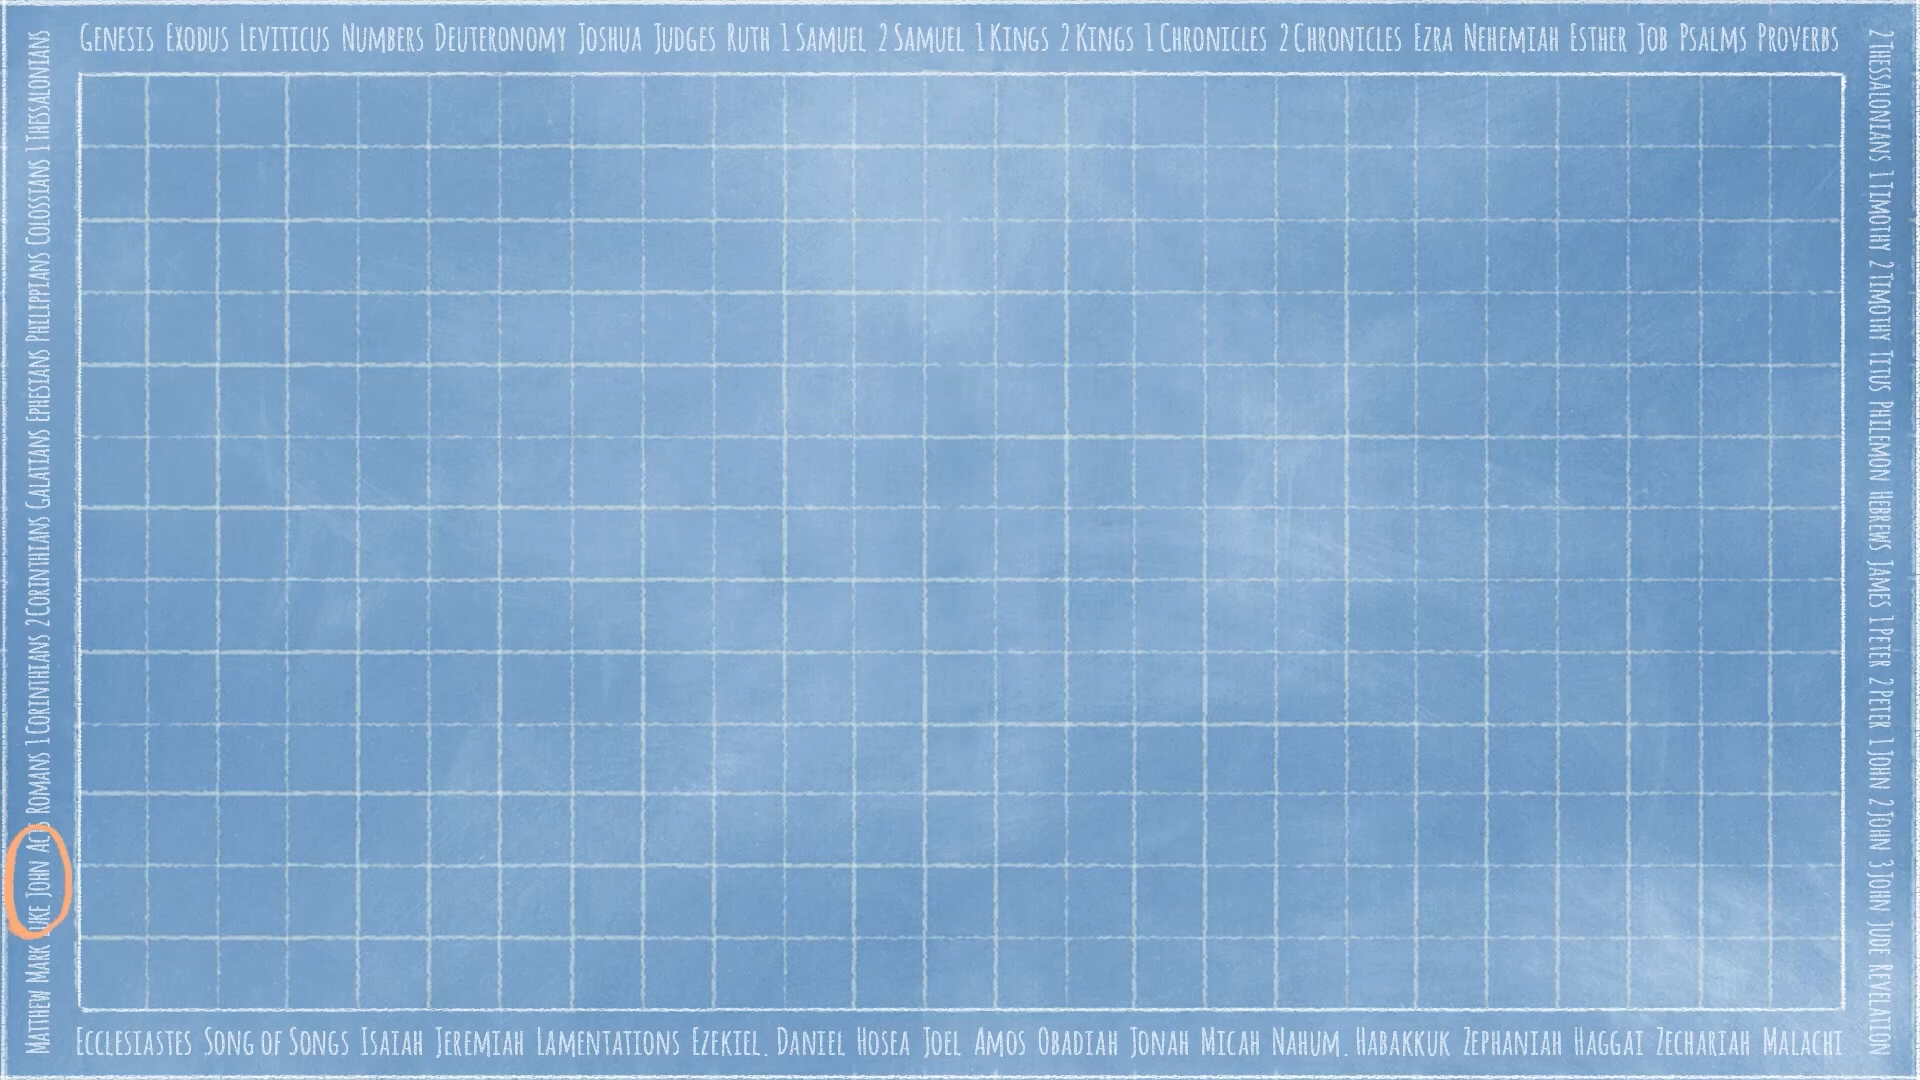 Genesis Exodus Leviticus Numbers Deuteronomy Joshua Judges Ruth 1 Samuel 2 Samuel 1 Kings 2 Kings 1 Chronicles 2 Chronicles Ezra Nehemiah Esther Job Psalms Proverbs
Ecclesiastes Song of Songs Isaiah Jeremiah Lamentations Ezekiel. Daniel Hosea Joel Amos Obadiah Jonah Micah Nahum. Habakkuk Zephaniah Haggai Zechariah Malachi
Matthew Mark Luke John Acts Romans 1 Corinthians 2 Corinthians Galatians Ephesians Philippians Colossians 1 Thessalonians
2 Thessalonians 1 Timothy 2 Timothy Titus Philemon Hebrews James 1 Peter 2 Peter 1 John 2 John 3 John Jude Revelation